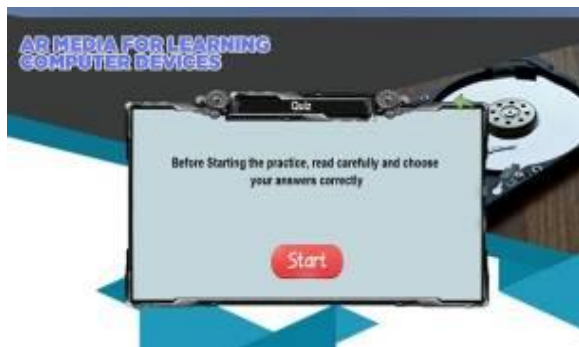 AR MEDIA FOR LEARNING
COMPUTER DEVICES
Quiz
Before Starting the practice, read carefully and choose
your answers correctly
Start